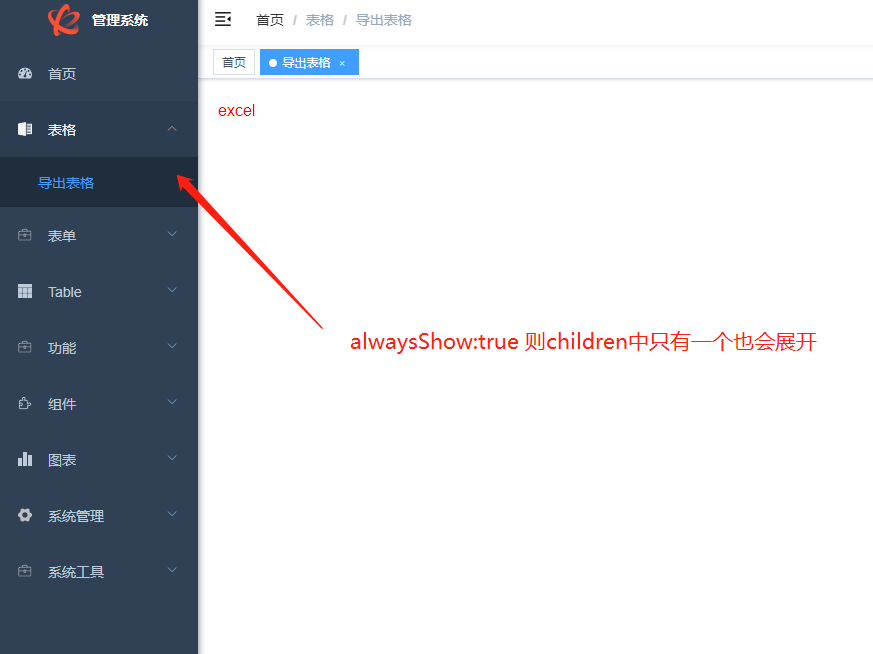 管理系统
首页 / 表格 / 导出表格
首页
导出表格 ×
首页
表格
导出表格
表单
Table
功能
组件
图表
系统管理
系统工具
excel
alwaysShow:true 则children中只有一个也会展开